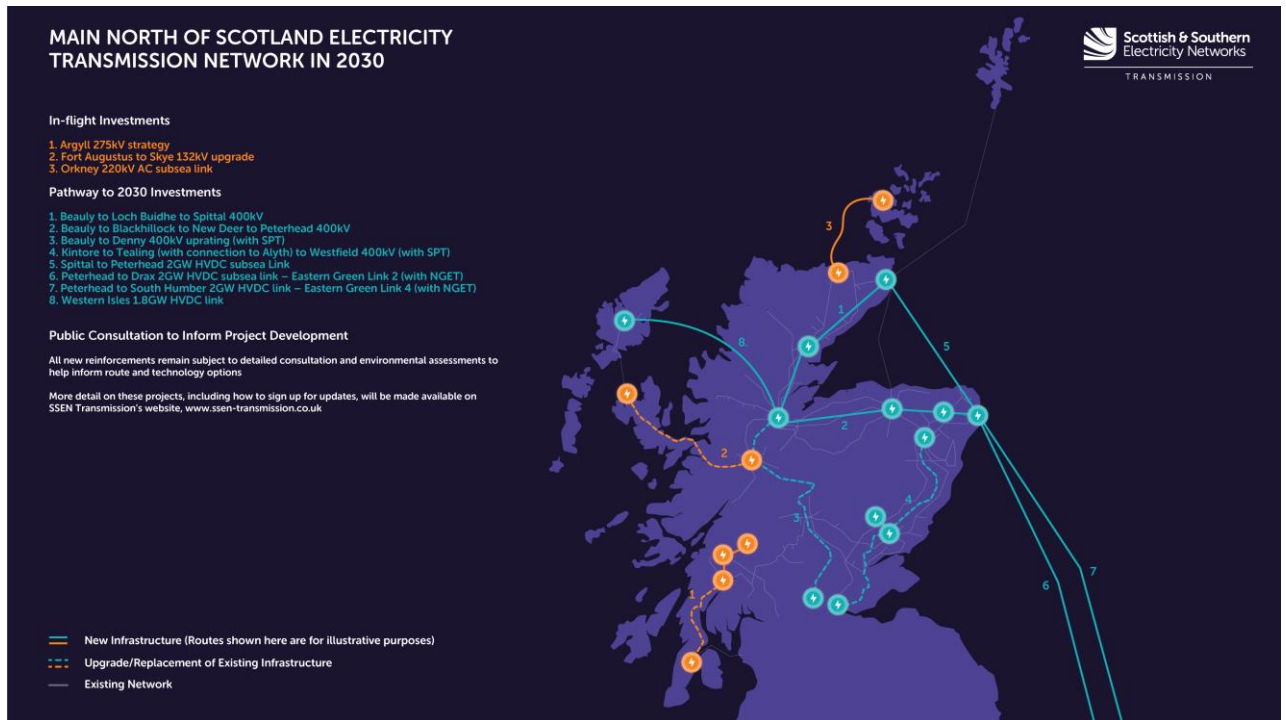 MAIN NORTH OF SCOTLAND ELECTRICITY
TRANSMISSION NETWORK IN 2030
Scottish & Southern
Electricity Networks
TRANSMISSION
In-flight Investments
1. Argyll 275kV strategy
2. Fort Augustus to Skye 132kV upgrade
3. Orkney 220kV AC subsea link
Pathway to 2030 Investments
1. Beauly to Loch Buidhe to Spittal 400kV
2. Beauly to Blackhillock to New Deer to Peterhead 400kV
3. Beauly to Denny 400kV uprating (with SPT)
4. Kintore to Tealing (with connection to Alyth) to Westfield 400kV (with SPT)
5. Spittal to Peterhead 2GW HVDC subsea Link
6. Peterhead to Drax 2GW HVDC subsea link – Eastern Green Link 2 (with NGET)
7. Peterhead to South Humber 2GW HVDC link – Eastern Green Link 4 (with NGET)
8. Western Isles 1.8GW HVDC link
Public Consultation to Inform Project Development
All new reinforcements remain subject to detailed consultation and environmental assessments to
help inform route and technology options
More detail on these projects, including how to sign up for updates, will be made available on
SSEN Transmission's website, www.ssen-transmission.co.uk
New Infrastructure (Routes shown here are for illustrative purposes)
Upgrade/Replacement of Existing Infrastructure
Existing Network
3
1
8.
5
2
2
4
3
1
6
7